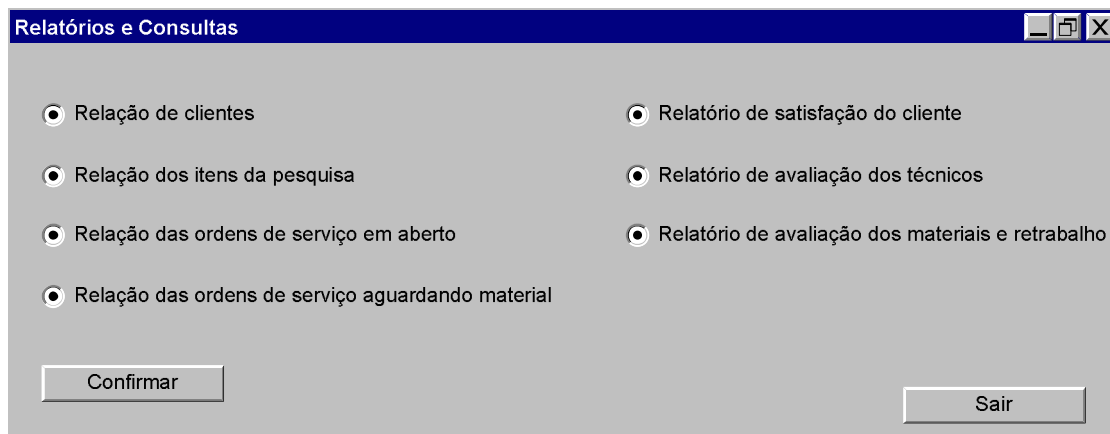 Relatórios e Consultas
Relação de clientes
Relatório de satisfação do cliente
Relação dos itens da pesquisa
Relatório de avaliação dos técnicos
Relação das ordens de serviço em aberto
Relatório de avaliação dos materiais e retrabalho
Relação das ordens de serviço aguardando material
Confirmar
Sair